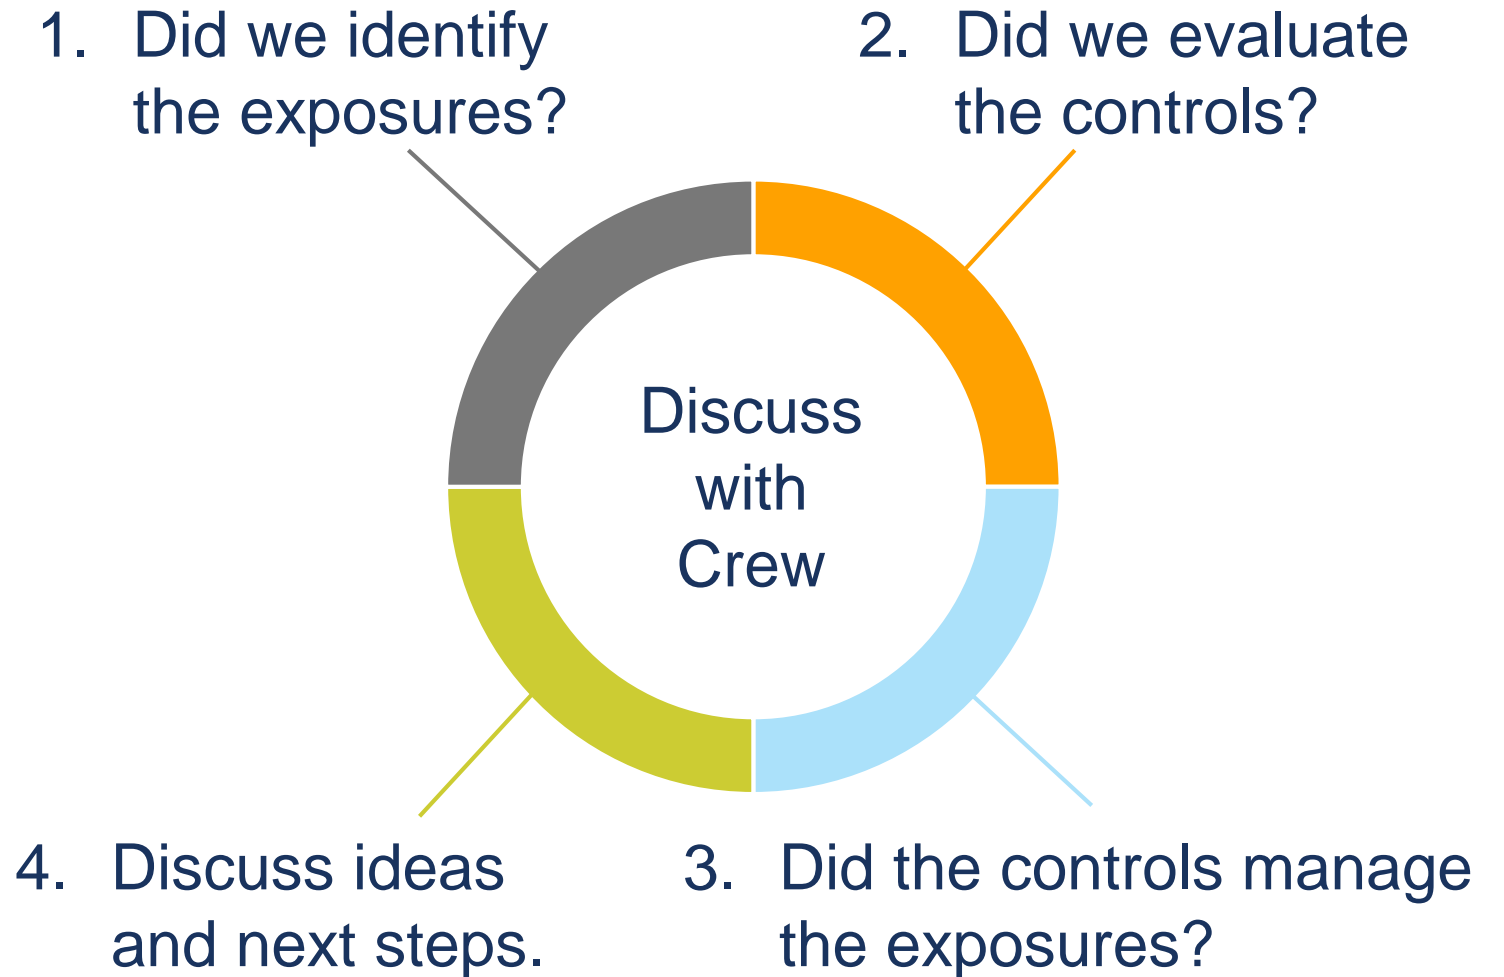 1. Did we identify
the exposures?
2. Did we evaluate
the controls?
Discuss
with
Crew
3. Did the controls manage
the exposures?
4. Discuss ideas
and next steps.